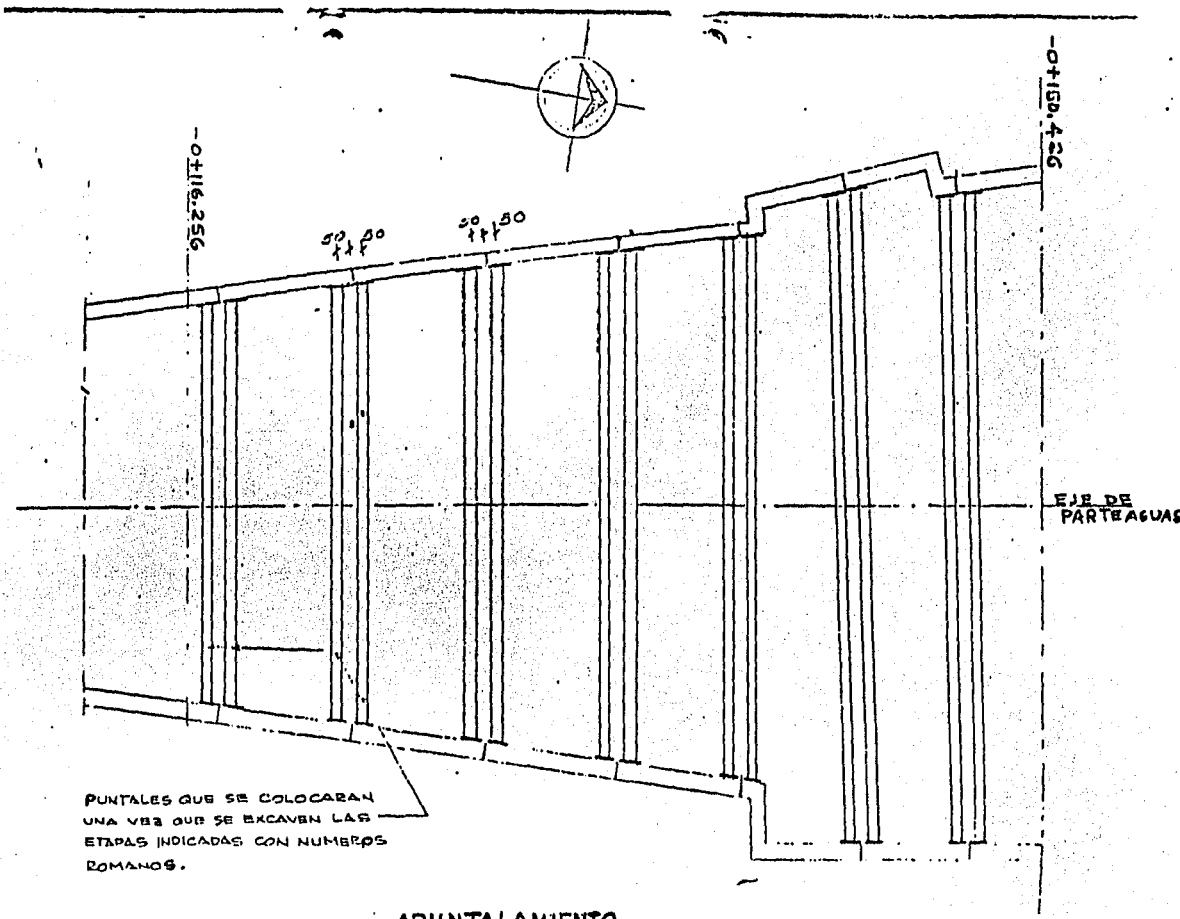 -0+116.256
-0+150.426
50 50
50 50
EJE DE
PARTEAGUAS
PUNTALES QUE SE COLOCARAN
UNA VEZ QUE SE EXCAVEN LAS
ETAPAS INDICADAS CON NUMEROS
ROMANOS.
APUNTALAMIENTO